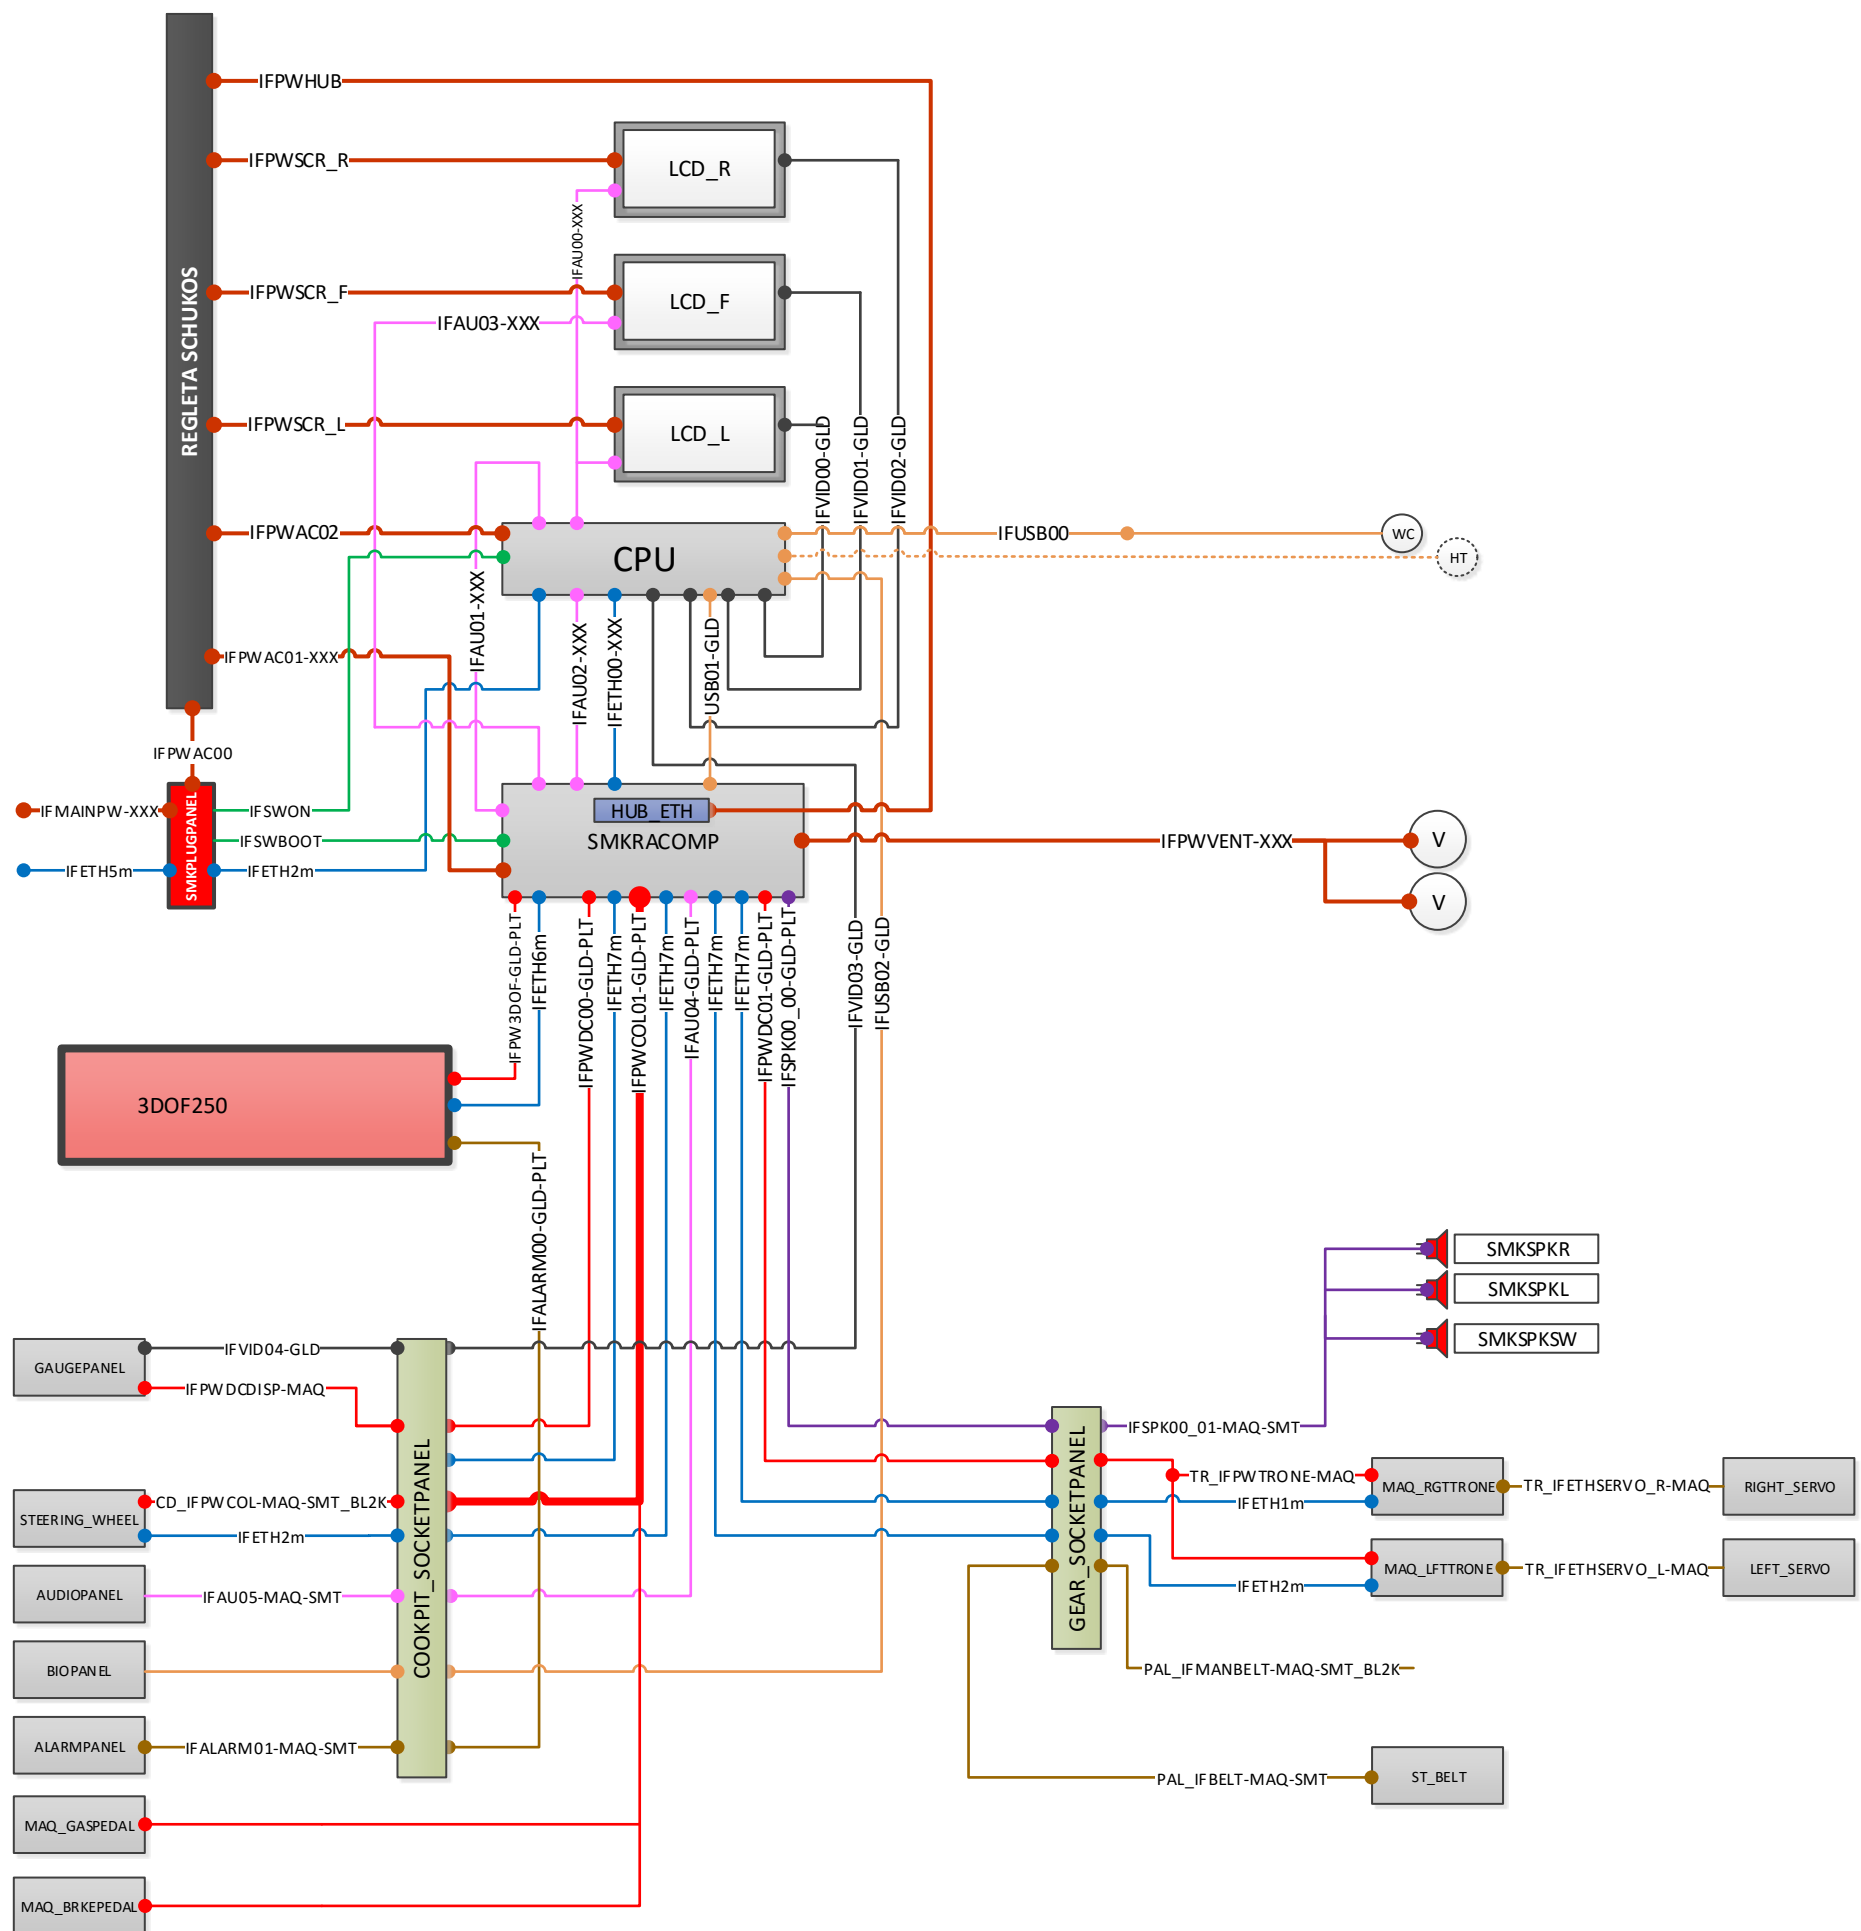 IFPWHUB
IFPWSCR_R
LCD_R
IFAU00-XXX
REGLETA SCHUKOS
IFPWSCR_F
LCD_F
IFAU03-XXX
IFPWSCR_L
LCD_L
IFVID00-GLD
IFVID01-GLD
IFVID02-GLD
IFPWAC02
CPU
IFUSB00
WC
HT
IFAU01-XXX
IFPWAC01-XXX
IFAU02-XXX
IFETH00-XXX
USB01-GLD
IFPWAC00
IFMAINPW-XXX
SMKPLUGPANEL
IFSWON
HUB_ETH
IFSWBOOT
SMKRACOMP
IFPWVENT-XXX
V
IFETH5m
IFETH2m
V
IFPW3DOF-GLD-PLT
IFETH6m
IFPWDC00-GLD-PLT
IFETH7m
IFPWCOL01-GLD-PLT
IFETH7m
IFAU04-GLD-PLT
IFETH7m
IFETH7m
IFPWDC01-GLD-PLT
IFSPK00_00-GLD-PLT
IFVID03-GLD
IFUSB02-GLD
3DOF250
IFALARM00-GLD-PLT
SMKSPKR
SMKSPKL
SMKSPKSW
GAUGEPANEL
IFVID04-GLD
IFPWDCDISP-MAQ
COOKPIT_SOCKETPANEL
GEAR_SOCKETPANEL
IFSPK00_01-MAQ-SMT
STEERING_WHEEL
CD_IFPWCOL-MAQ-SMT_BL2K
IFETH2m
TR_IFPWTRONE-MAQ
MAQ_RGTTRONE
TR_IFETHSERVO_R-MAQ
RIGHT_SERVO
IFETH1m
MAQ_LFTTRONE
TR_IFETHSERVO_L-MAQ
LEFT_SERVO
IFETH2m
AUDIOPANEL
IFAU05-MAQ-SMT
BIOPANEL
PAL_IFMANBELT-MAQ-SMT_BL2K
ALARMPANEL
IFALARM01-MAQ-SMT
PAL_IFBELT-MAQ-SMT
ST_BELT
MAQ_GASPEDAL
MAQ_BRKEPEDAL